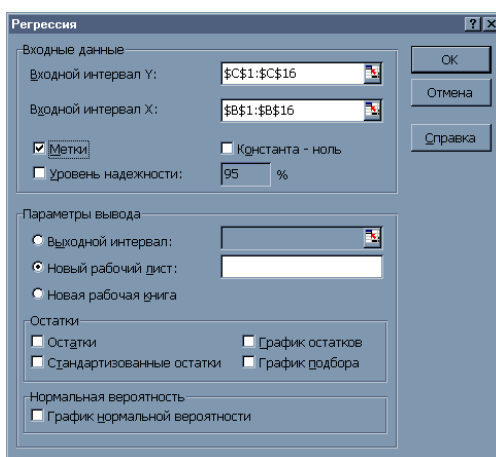 Регрессия
Входные данные
Входной интервал Y: $C$1:$C$16
Входной интервал X: $B$1:$B$16
Метки Константа - ноль
Уровень надежности: 95 %
OK
Отмена
Справка
Параметры вывода
Выходной интервал:
Новый рабочий лист:
Новая рабочая книга
Остатки
Остатки График остатков
Стандартизованные остатки График подбора
Нормальная вероятность
График нормальной вероятности